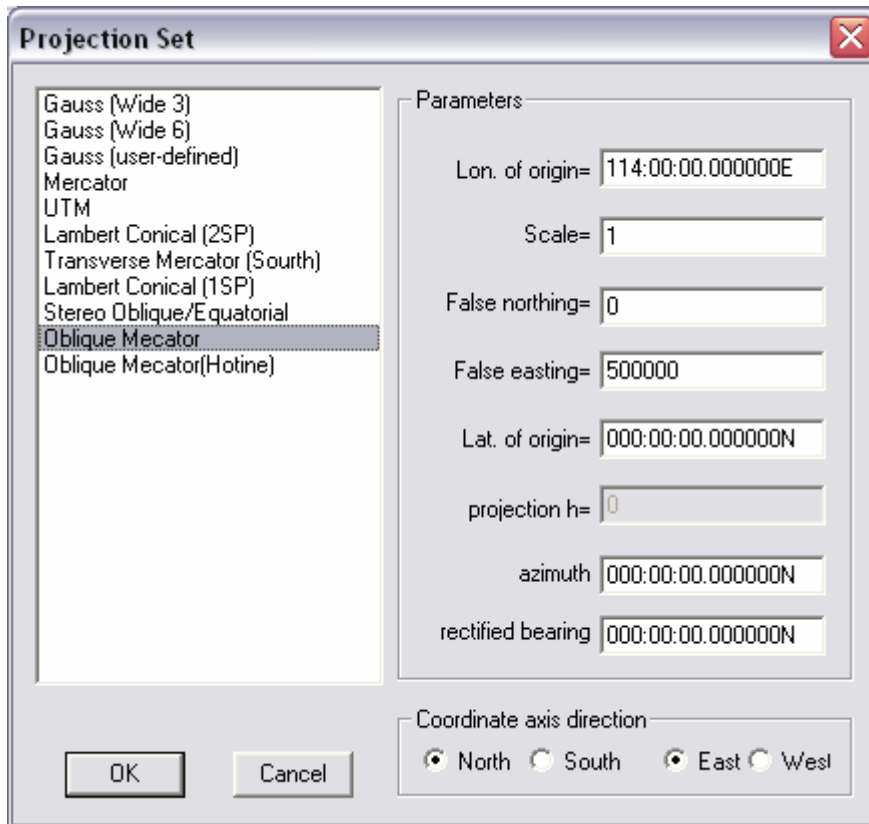 Projection Set
Gauss (Wide 3)
Gauss (Wide 6)
Gauss (user-defined)
Mercator
UTM
Lambert Conical (2SP)
Transverse Mercator (Sourth)
Lambert Conical (1SP)
Stereo Oblique/Equatorial
Oblique Mecator
Oblique Mecator(Hotine)
Parameters
Lon. of origin= 114:00:00.000000E
Scale= 1
False northing= 0
False easting= 500000
Lat. of origin= 000:00:00.000000N
projection h= 0
azimuth 000:00:00.000000N
rectified bearing 000:00:00.000000N
Coordinate axis direction
North South East West
OK Cancel